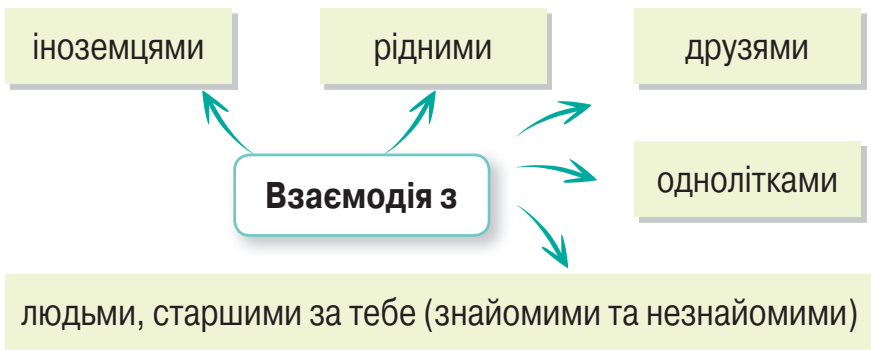 іноземцями
рідними
друзями
Взаємодія з
однолітками
людьми, старшими за тебе (знайомими та незнайомими)